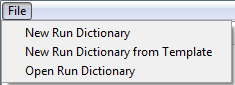 File
New Run Dictionary
New Run Dictionary from Template
Open Run Dictionary